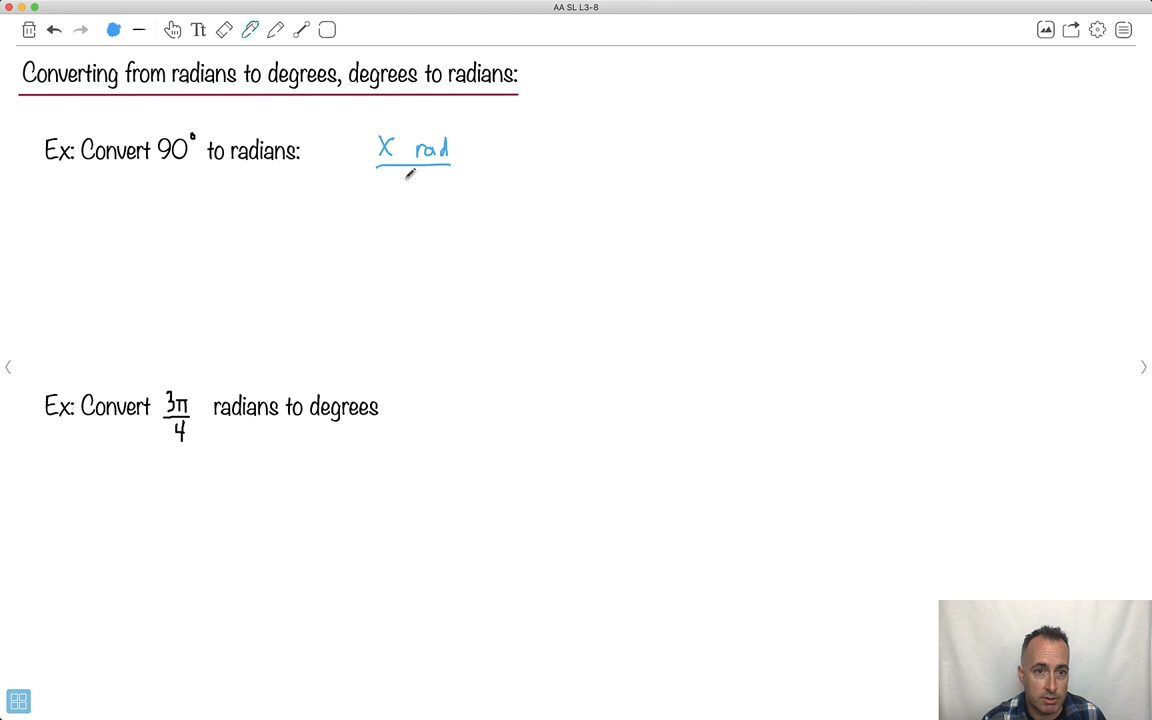 AA SL L3-8
Tt
Converting from radians to degrees, degrees to radians:
Ex: Convert 90° to radians: x rad
Ex: Convert 3π/4 radians to degrees